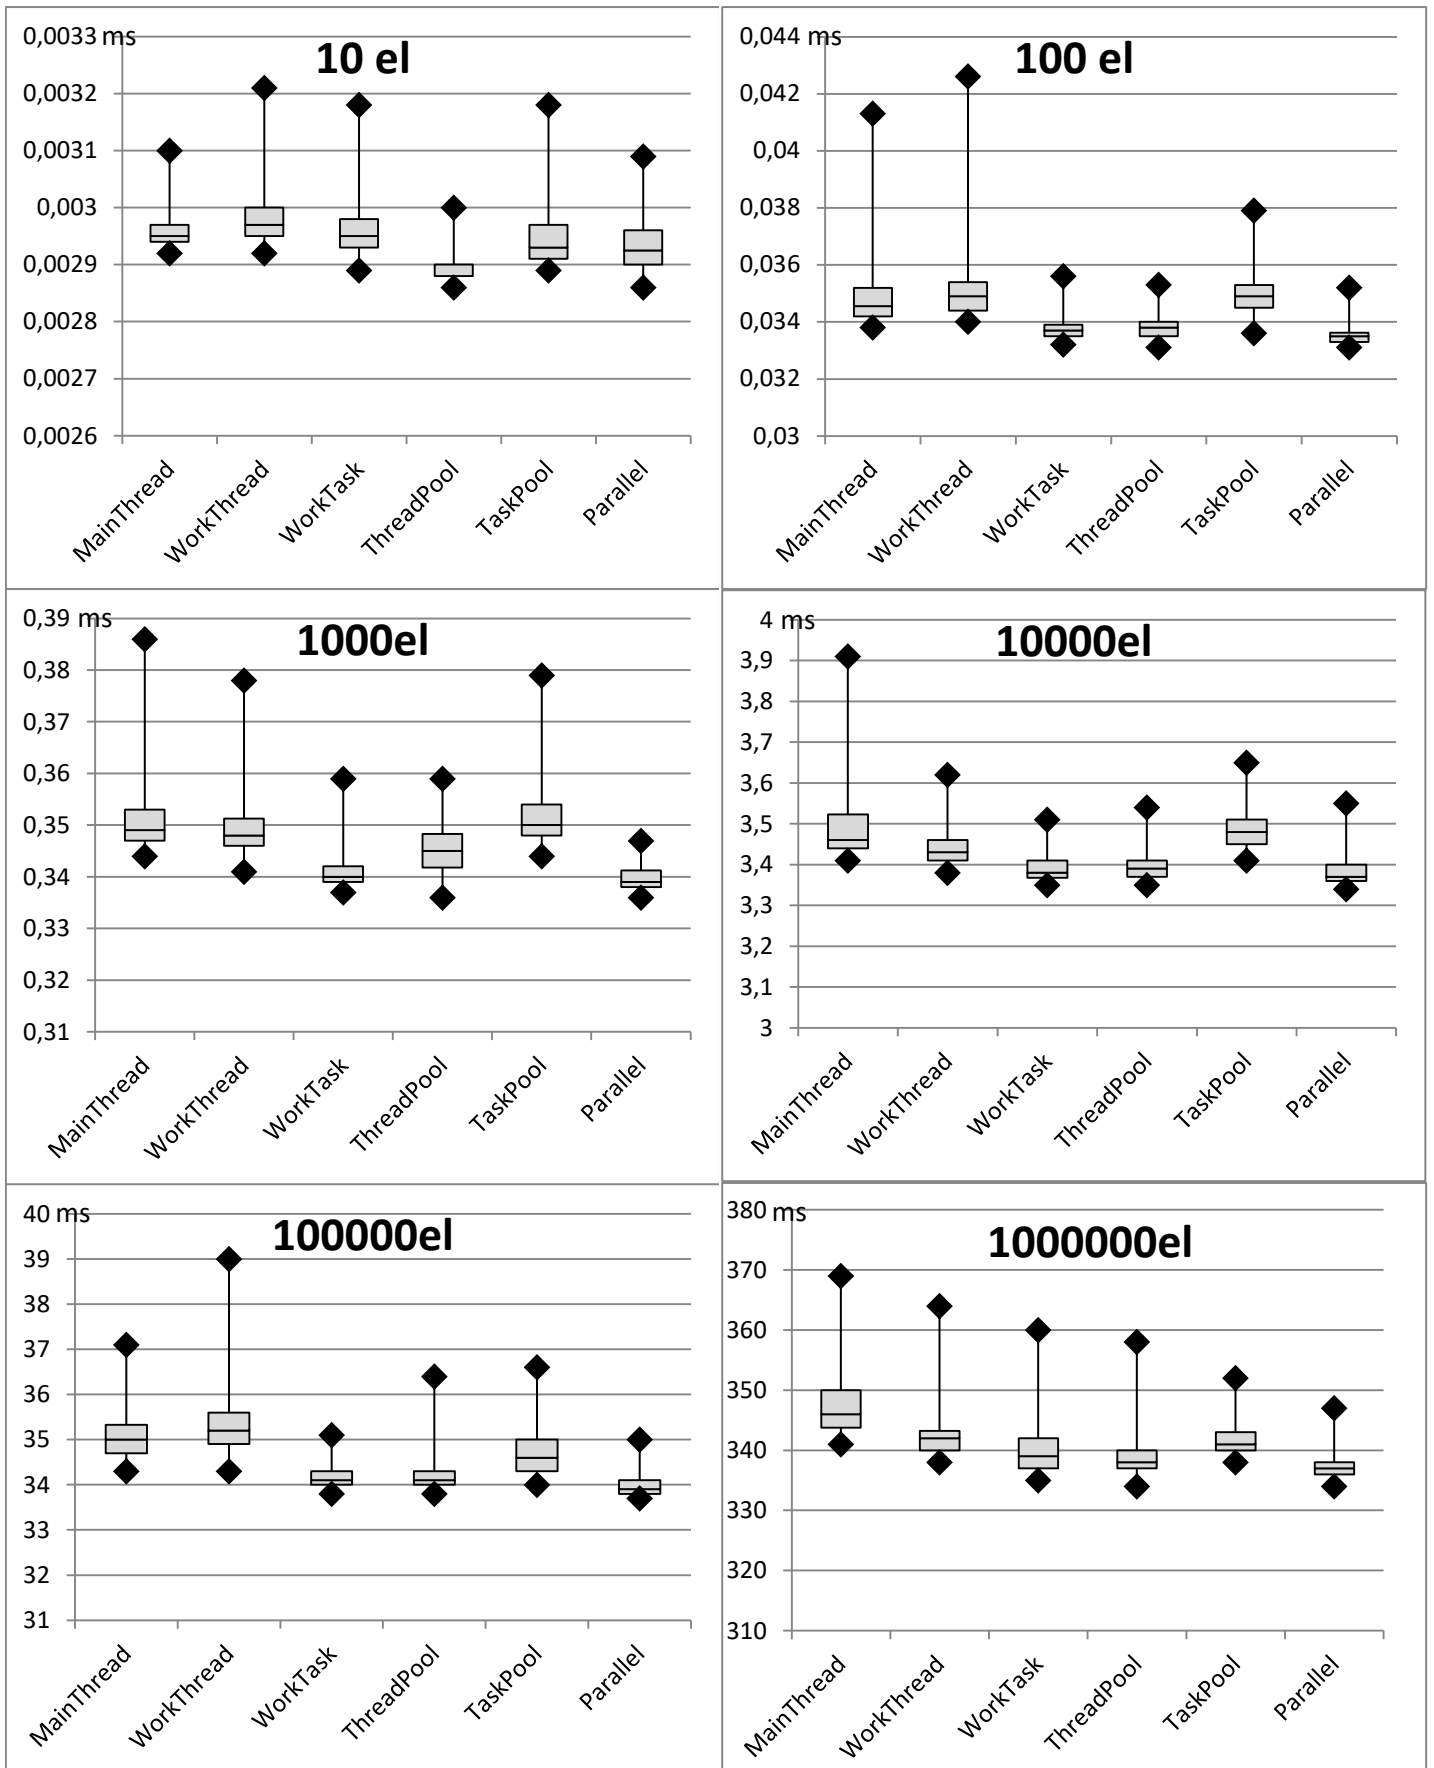 0,0033 ms
10 el
0,0032
0,0031
0,003
0,0029
0,0028
0,0027
0,0026
MainThread
WorkThread
WorkTask
ThreadPool
TaskPool
Parallel
0,044 ms
100 el
0,042
0,04
0,038
0,036
0,034
0,032
0,03
MainThread
WorkThread
WorkTask
ThreadPool
TaskPool
Parallel
0,39 ms
1000el
0,38
0,37
0,36
0,35
0,34
0,33
0,32
0,31
MainThread
WorkThread
WorkTask
ThreadPool
TaskPool
Parallel
4 ms
10000el
3,9
3,8
3,7
3,6
3,5
3,4
3,3
3,2
3,1
3
MainThread
WorkThread
WorkTask
ThreadPool
TaskPool
Parallel
40 ms
100000el
39
38
37
36
35
34
33
32
31
MainThread
WorkThread
WorkTask
ThreadPool
TaskPool
Parallel
380 ms
1000000el
370
360
350
340
330
320
310
MainThread
WorkThread
WorkTask
ThreadPool
TaskPool
Parallel